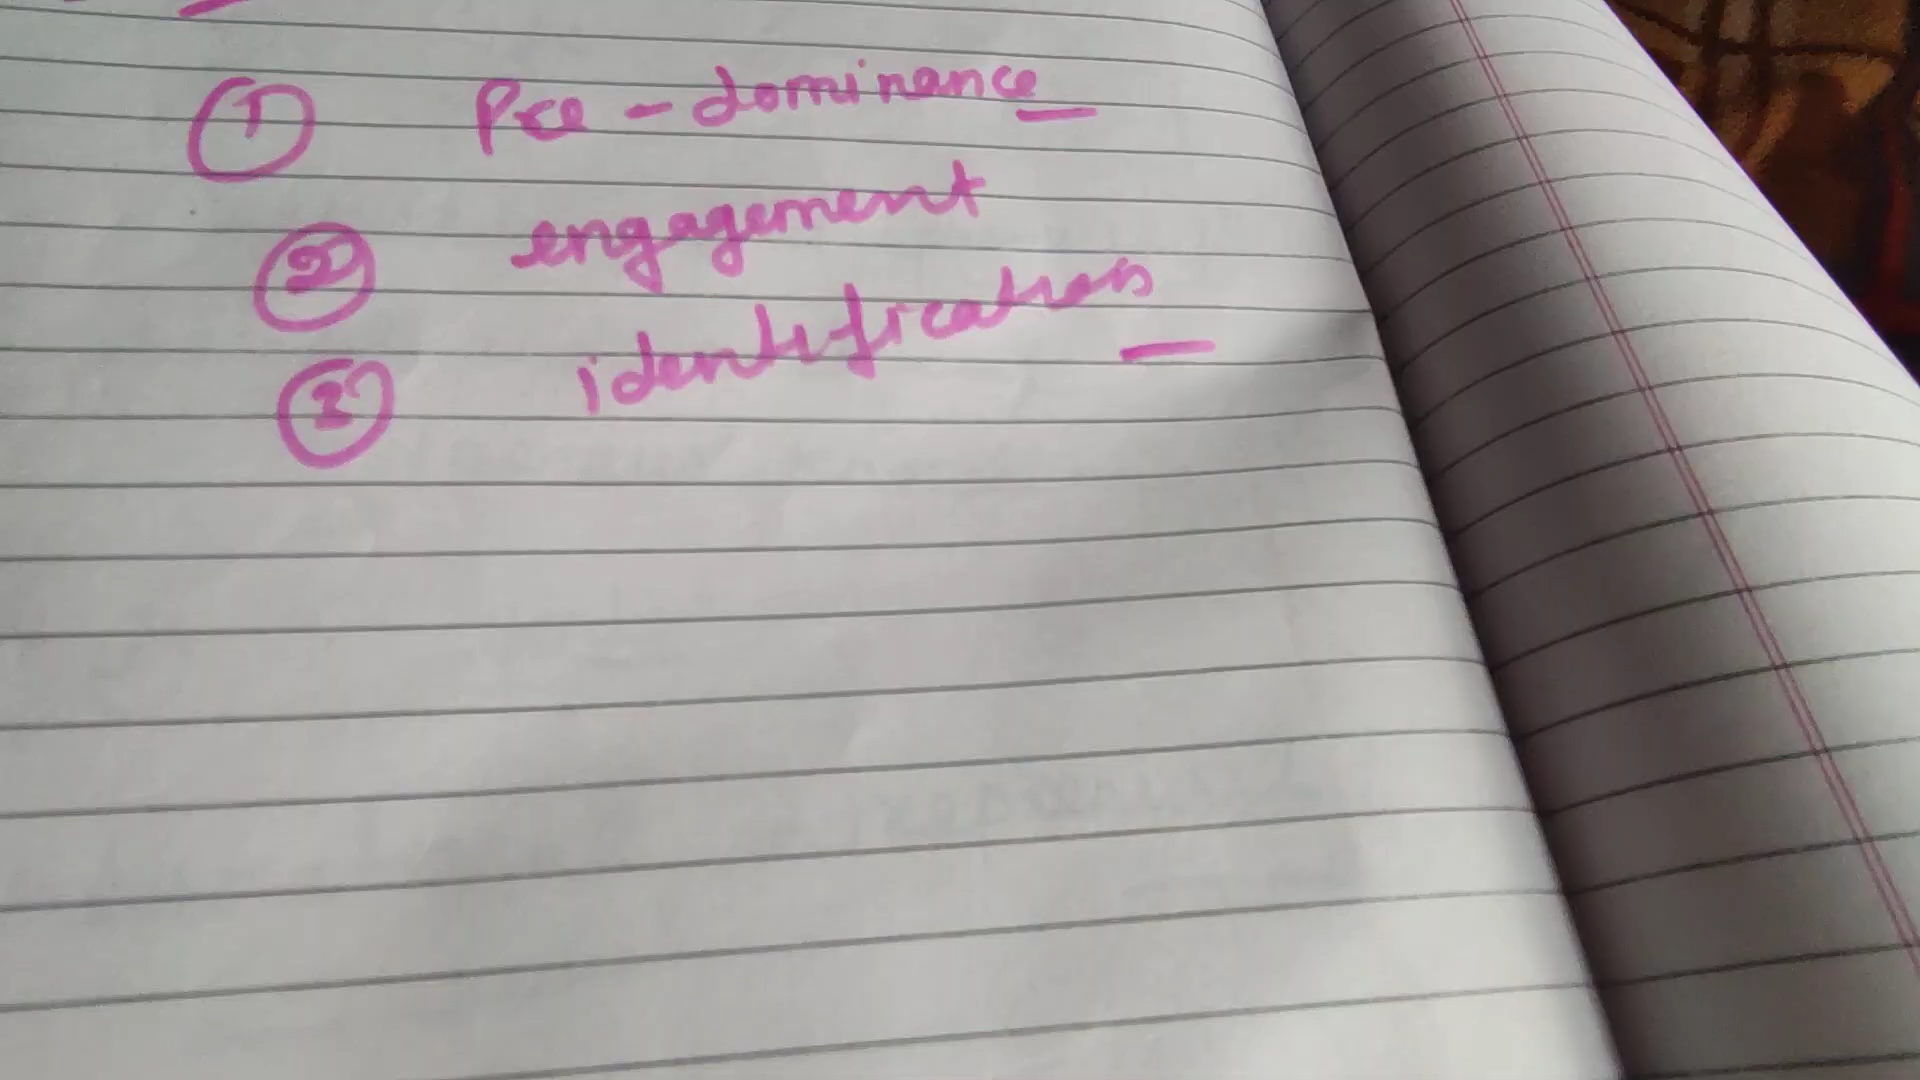 ① Pre - dominance
② engagement
③ identification